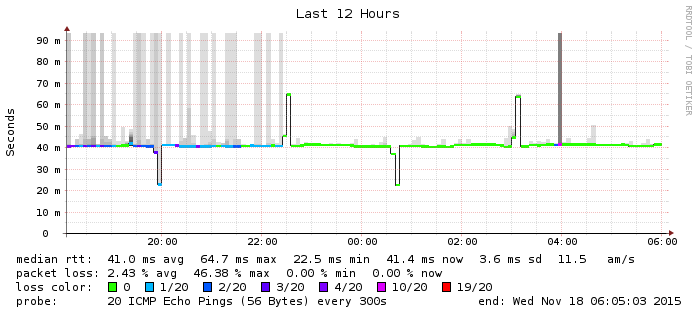 Last 12 Hours
RRDTOOL / TOBI OETIKER
Seconds
90 m
80 m
70 m
60 m
50 m
40 m
30 m
20 m
10 m
0
20:00 22:00 00:00 02:00 04:00 06:00
median rtt: 41.0 ms avg 64.7 ms max 22.5 ms min 41.4 ms now 3.6 ms sd 11.5 am/s
packet loss: 2.43 % avg 46.38 % max 0.00 % min 0.00 % now
loss color: 0 1/20 2/20 3/20 4/20 10/20 19/20
probe: 20 ICMP Echo Pings (56 Bytes) every 300s end: Wed Nov 18 06:05:03 2015